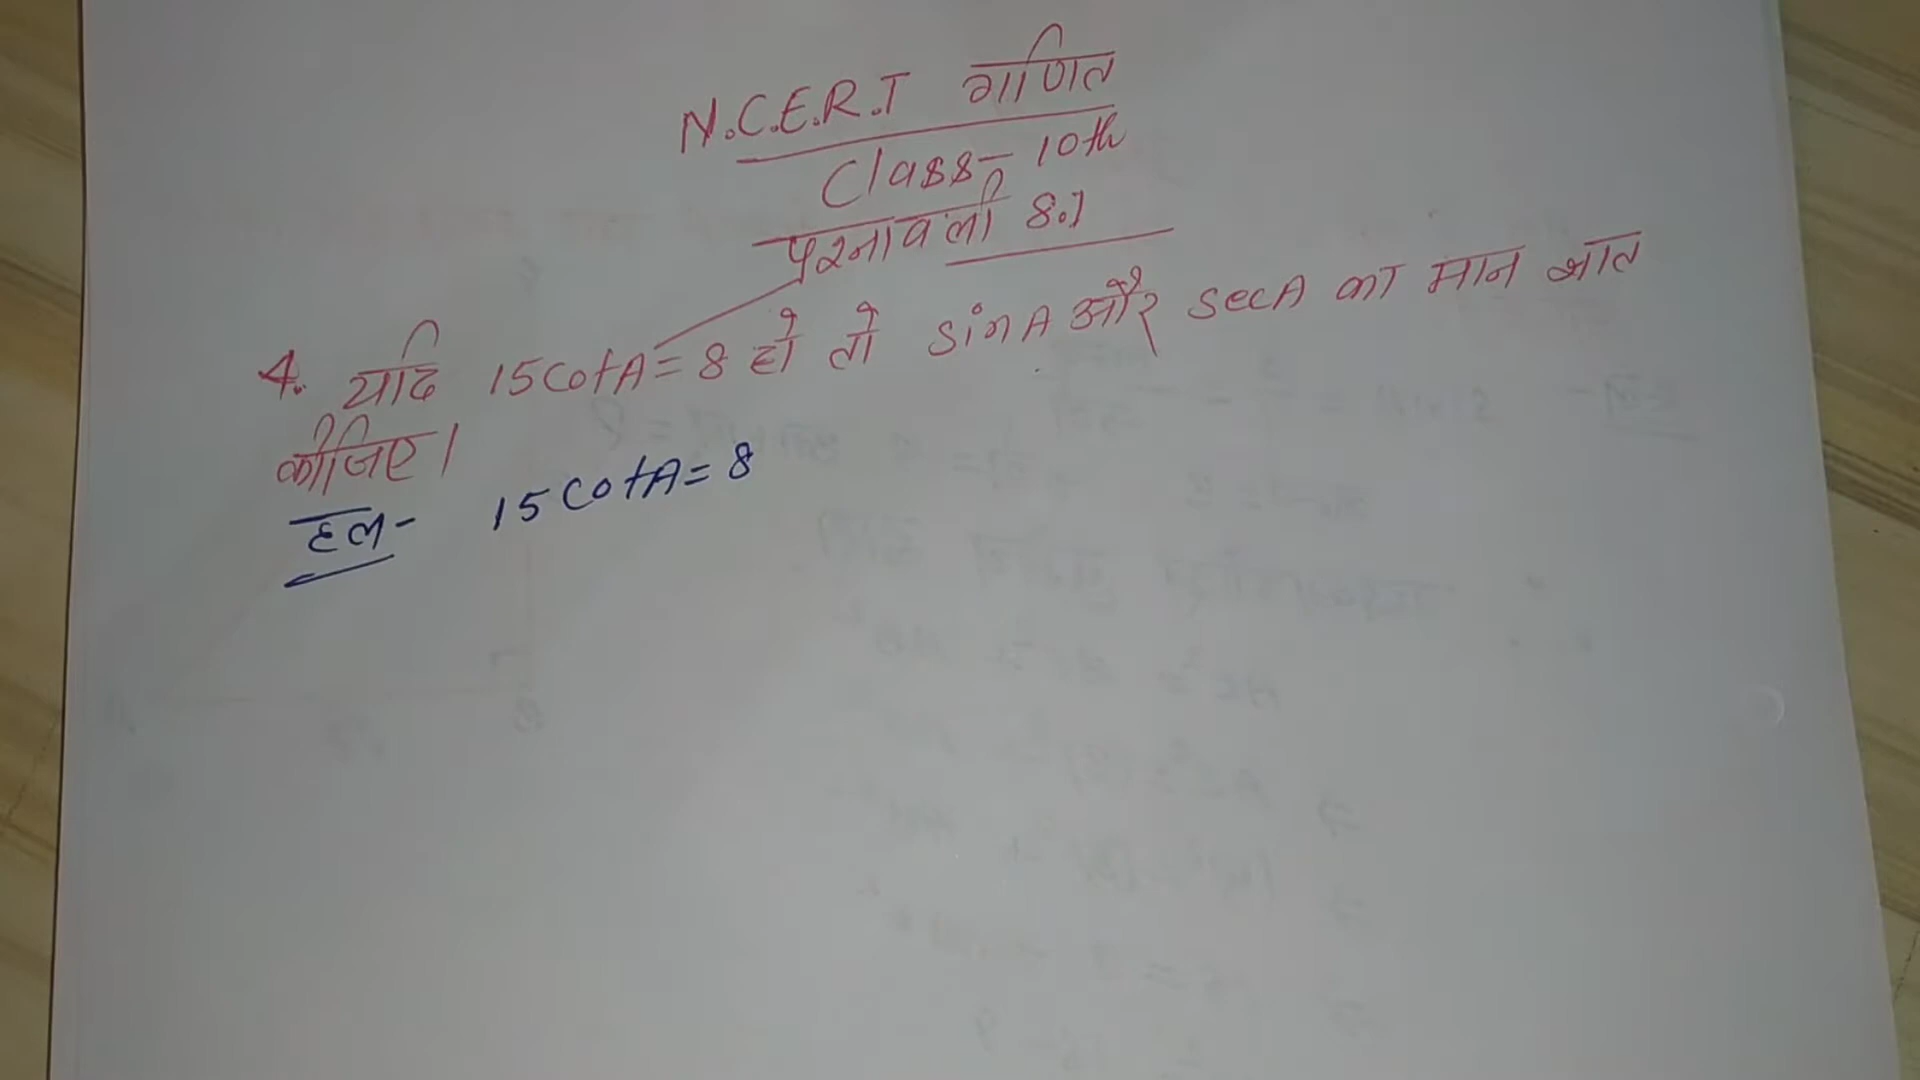 N.C.E.R.T गणित
Class- 10th
प्रश्नावली 8.1
4. यदि 15cotA=8 हो तो sinA और secA का मान ज्ञात
कीजिए।
हल- 15cotA=8